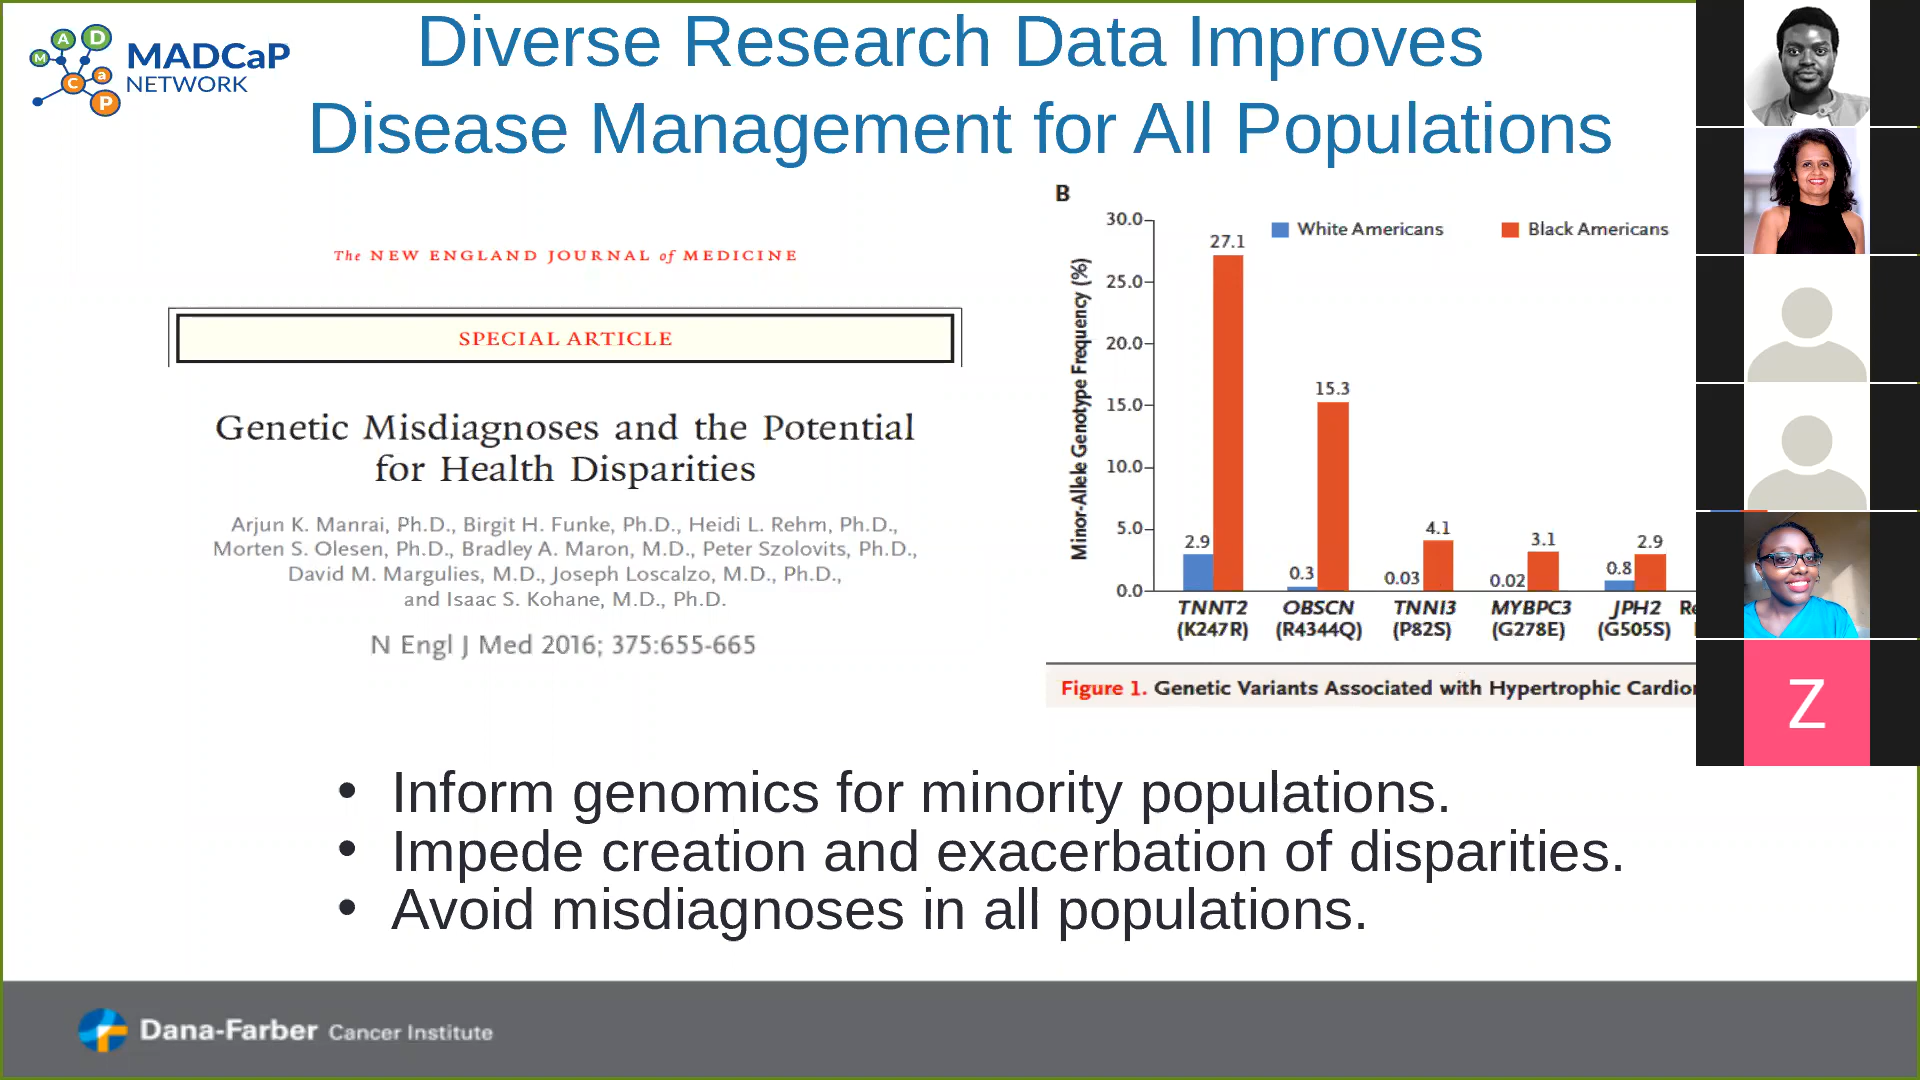 M A D C a P
MADCaP
NETWORK
Diverse Research Data Improves
Disease Management for All Populations
The NEW ENGLAND JOURNAL of MEDICINE
SPECIAL ARTICLE
Genetic Misdiagnoses and the Potential
for Health Disparities
Arjun K. Manrai, Ph.D., Birgit H. Funke, Ph.D., Heidi L. Rehm, Ph.D.,
Morten S. Olesen, Ph.D., Bradley A. Maron, M.D., Peter Szolovits, Ph.D.,
David M. Margulies, M.D., Joseph Loscalzo, M.D., Ph.D.,
and Isaac S. Kohane, M.D., Ph.D.
N Engl J Med 2016; 375:655-665
B
White Americans Black Americans
Minor-Allele Genotype Frequency (%)
30.0
25.0
20.0
15.0
10.0
5.0
0.0
2.9 27.1 0.3 15.3 0.03 4.1 0.02 3.1 0.8 2.9
TNNT2 OBSCN TNNI3 MYBPC3 JPH2
(K247R) (R4344Q) (P82S) (G278E) (G505S)
Figure 1. Genetic Variants Associated with Hypertrophic
• Inform genomics for minority populations.
• Impede creation and exacerbation of disparities.
• Avoid misdiagnoses in all populations.
Dana-Farber Cancer Institute
Z